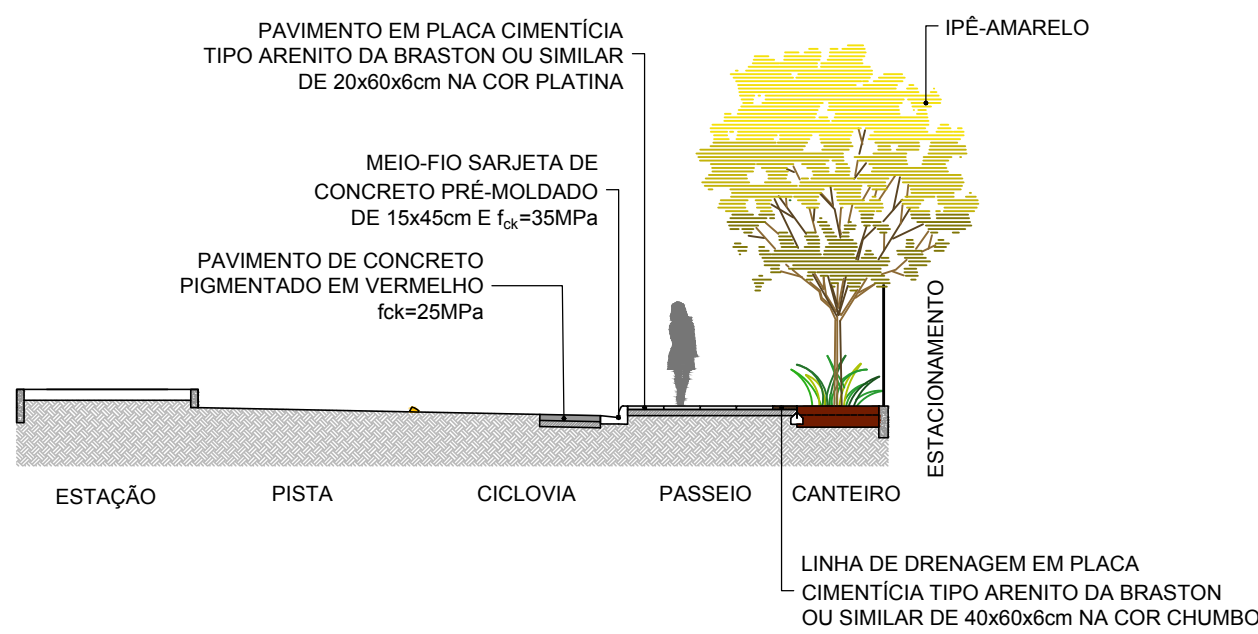 PAVIMENTO EM PLACA CIMENTÍCIA
TIPO ARENITO DA BRASTON OU SIMILAR
DE 20x60x6cm NA COR PLATINA
IPÊ-AMARELO
MEIO-FIO SARJETA DE
CONCRETO PRÉ-MOLDADO
DE 15x45cm E fck=35MPa
PAVIMENTO DE CONCRETO
PIGMENTADO EM VERMELHO
fck=25MPa
ESTACIONAMENTO
ESTAÇÃO
PISTA
CICLOVIA
PASSEIO
CANTEIRO
LINHA DE DRENAGEM EM PLACA
CIMENTÍCIA TIPO ARENITO DA BRASTON
OU SIMILAR DE 40x60x6cm NA COR CHUMBO